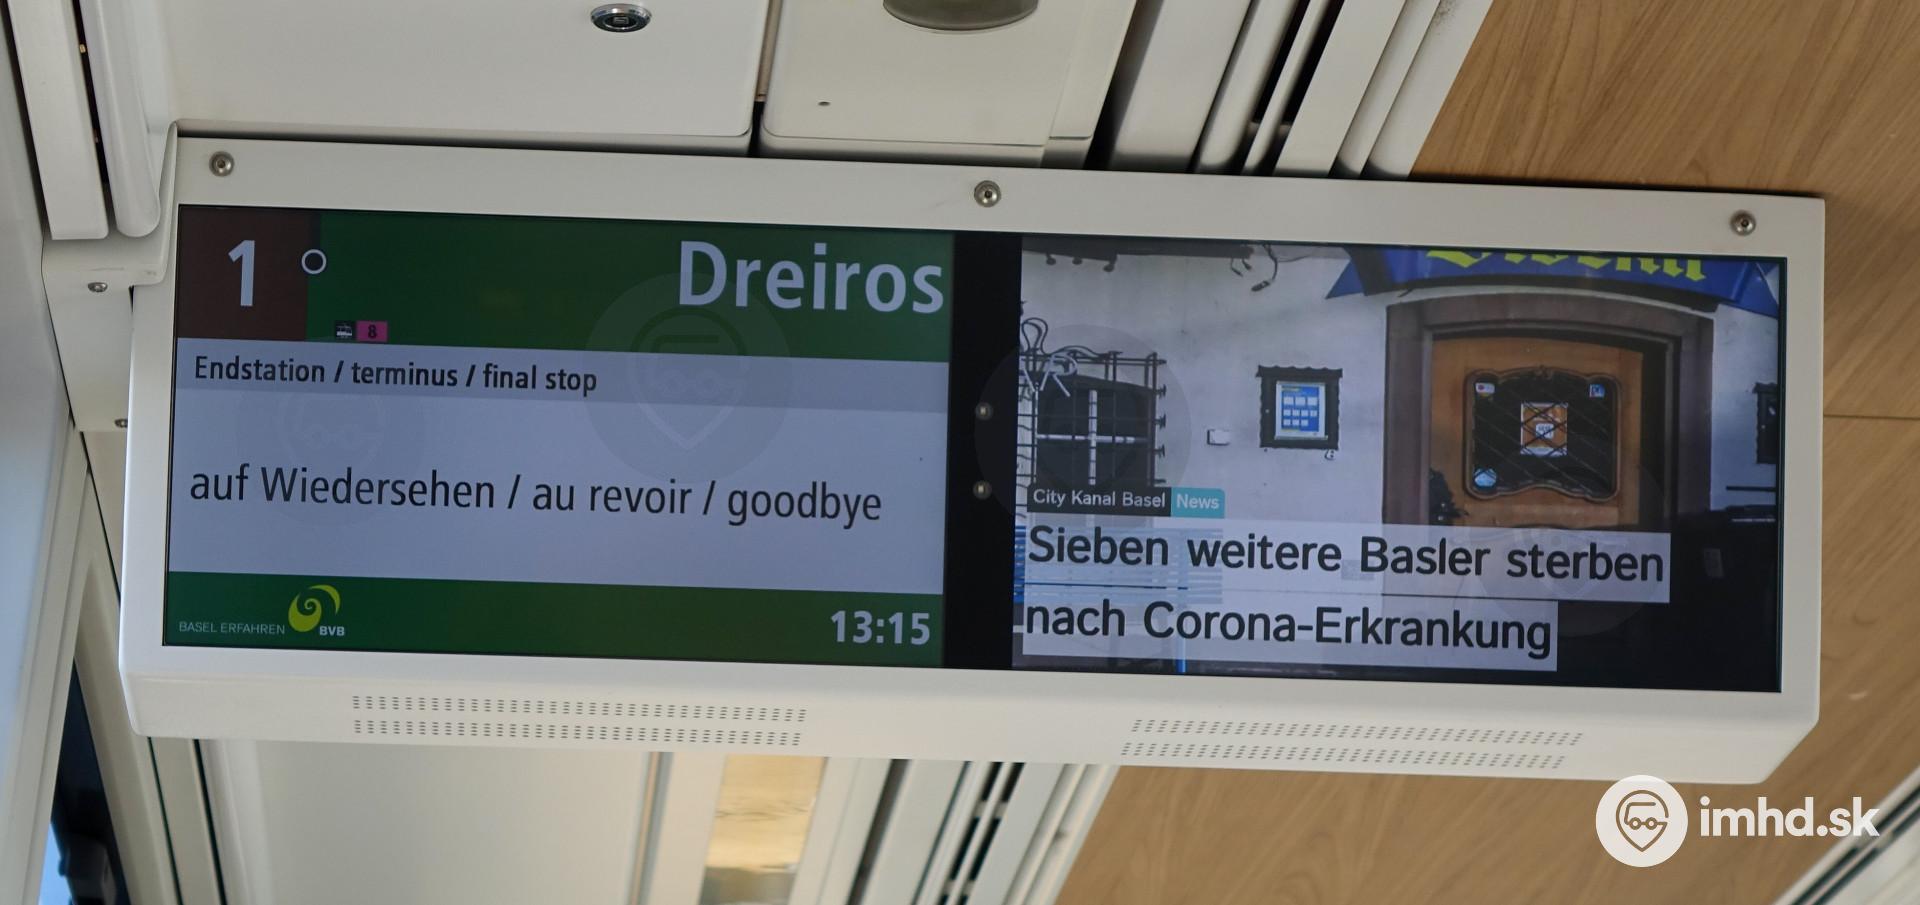 1
Dreiros
8
Endstation / terminus / final stop
auf Wiedersehen / au revoir / goodbye
BASEL ERFAHREN
BVB
13:15
City Kanal Basel News
Sieben weitere Basler sterben
nach Corona-Erkrankung
imhd.sk